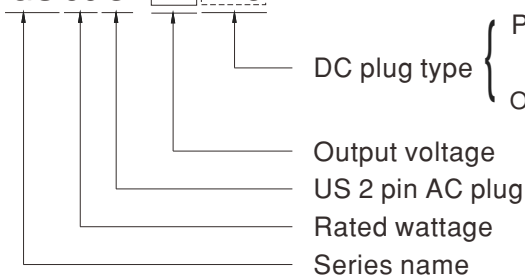 DC plug type
Output voltage
US 2 pin AC plug
Rated wattage
Series name